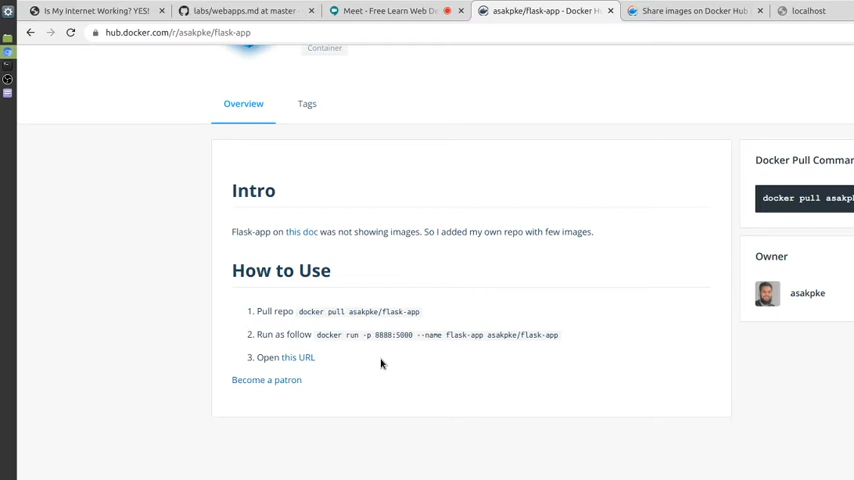 Is My Internet Working? YES!
labs/webapps.md at master
Meet - Free Learn Web De
asakpke/flask-app - Docker H
Share images on Docker Hub
localhost
hub.docker.com/r/asakpke/flask-app
Container
Overview
Tags
Intro
Flask-app on this doc was not showing images. So I added my own repo with few images.
How to Use
1. Pull repo docker pull asakpke/flask-app
2. Run as follow docker run -p 8888:5000 --name flask-app asakpke/flask-app
3. Open this URL
Become a patron
Docker Pull Comman
docker pull asakpk
Owner
asakpke